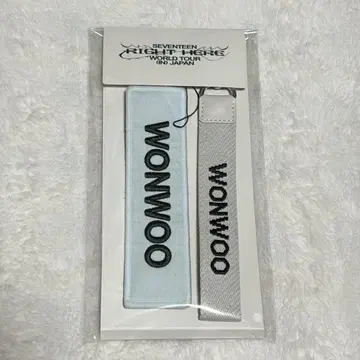 SEVENTEEN
RIGHT HERE
WORLD TOUR
[IN] JAPAN
WONWOO
WONWOO